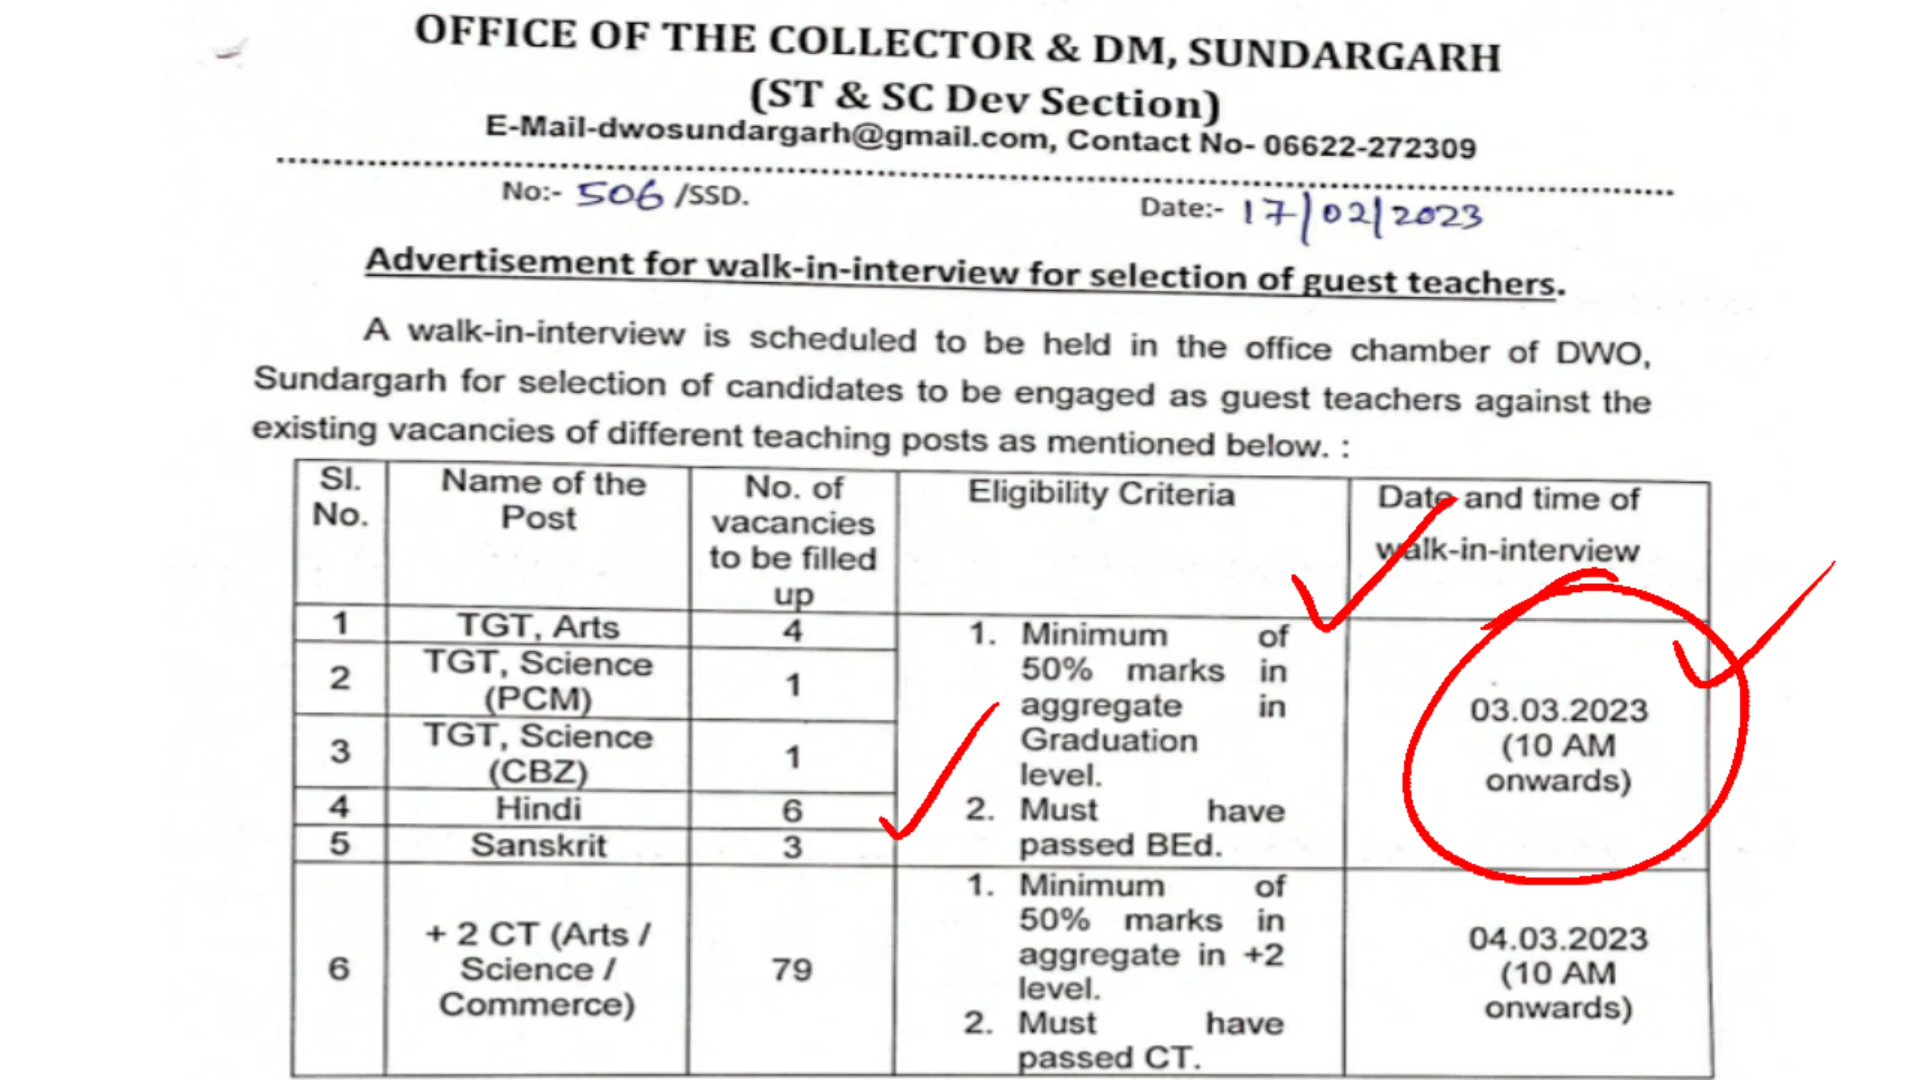 OFFICE OF THE COLLECTOR & DM, SUNDARGARH
(ST & SC Dev Section)
E-Mail-dwosundargarh@gmail.com, Contact No- 06622-272309
No:- 506 /SSD.
Date:- 17/02/2023
Advertisement for walk-in-interview for selection of guest teachers.
A walk-in-interview is scheduled to be held in the office chamber of DWO,
Sundargarh for selection of candidates to be engaged as guest teachers against the
existing vacancies of different teaching posts as mentioned below. :
Sl. No.
Name of the Post
No. of vacancies to be filled up
Eligibility Criteria
Date and time of walk-in-interview
1 TGT, Arts 4
2 TGT, Science (PCM) 1
3 TGT, Science (CBZ) 1
4 Hindi 6
5 Sanskrit 3
1. Minimum of
50% marks in
aggregate in
Graduation
level.
2. Must have
passed BEd.
03.03.2023
(10 AM
onwards)
6
+ 2 CT (Arts /
Science /
Commerce)
79
1. Minimum of
50% marks in
aggregate in +2
level.
2. Must have
passed CT.
04.03.2023
(10 AM
onwards)